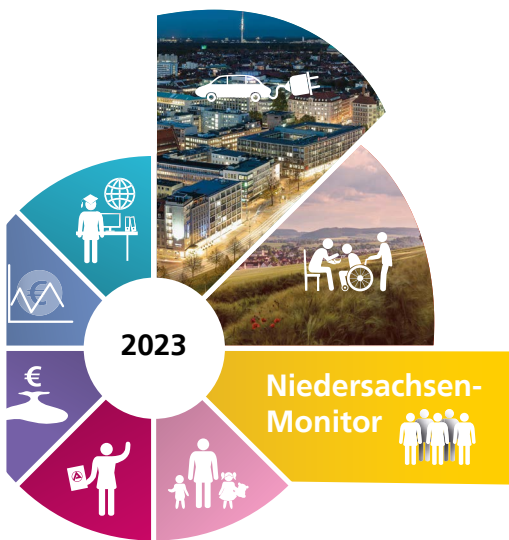 €
2023
€
Niedersachsen-
Monitor